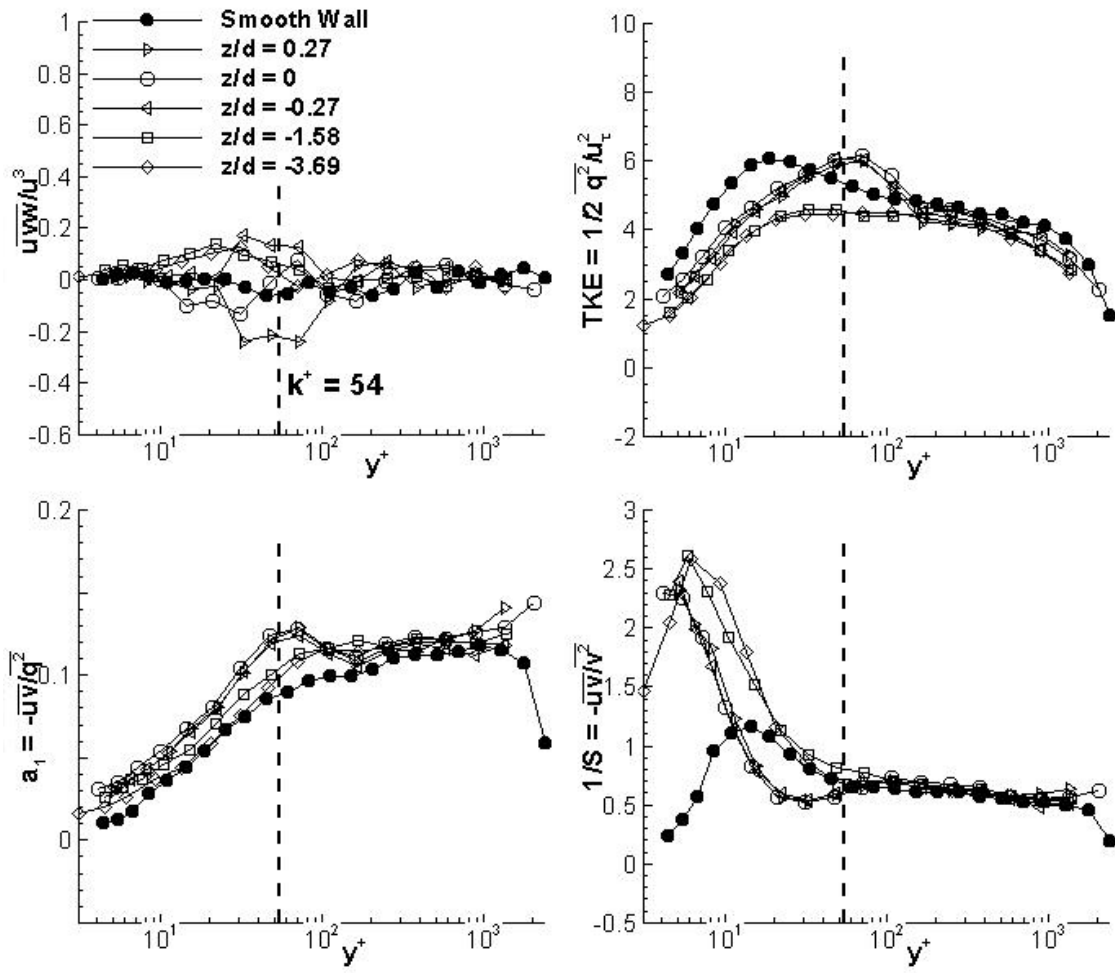 Smooth Wall
z/d = 0.27
z/d = 0
z/d = -0.27
z/d = -1.58
z/d = -3.69
1
0.8
0.6
0.4
0.2
0
-0.2
-0.4
-0.6
k⁺ = 54
10¹ 10² 10³
y⁺
10
8
6
4
2
0
-2
TKE = 1/2 q²/u²τ
10¹ 10² 10³
y⁺
0.2
0.1
0
a₁ = -uv/q²
10¹ 10² 10³
y⁺
3
2.5
2
1.5
1
0.5
0
-0.5
1/S = -uv/v²
10¹ 10² 10³
y⁺